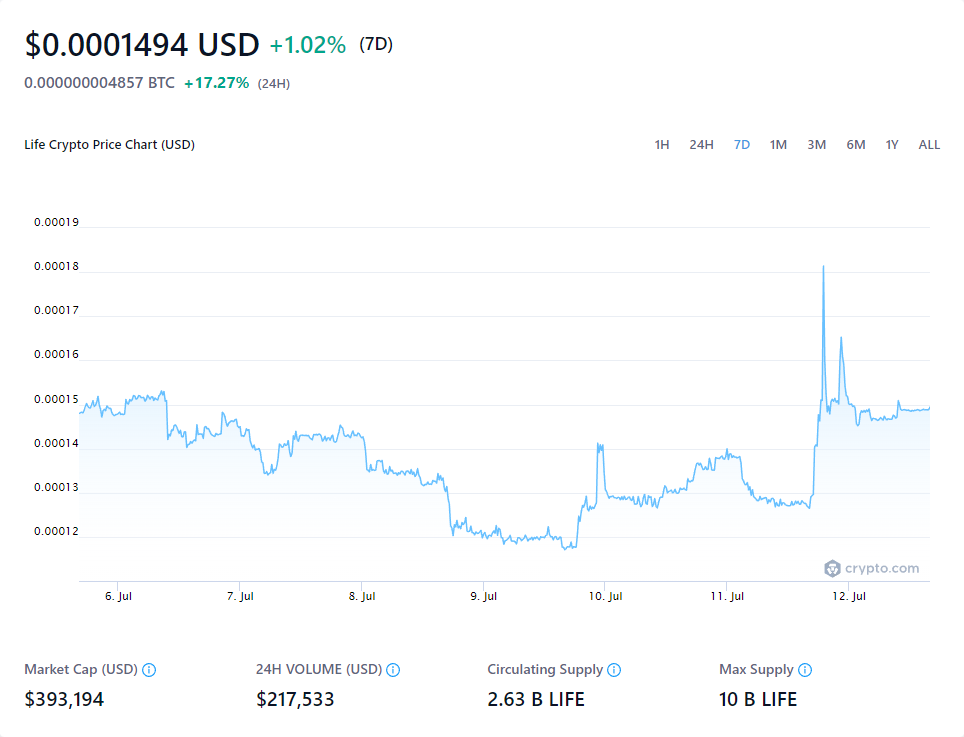 $0.0001494 USD +1.02% (7D)
0.000000004857 BTC +17.27% (24H)
Life Crypto Price Chart (USD)
1H 24H 7D 1M 3M 6M 1Y ALL
0.00019
0.00018
0.00017
0.00016
0.00015
0.00014
0.00013
0.00012
crypto.com
6. Jul 7. Jul 8. Jul 9. Jul 10. Jul 11. Jul 12. Jul
Market Cap (USD) 24H VOLUME (USD) Circulating Supply Max Supply
$393,194 $217,533 2.63 B LIFE 10 B LIFE